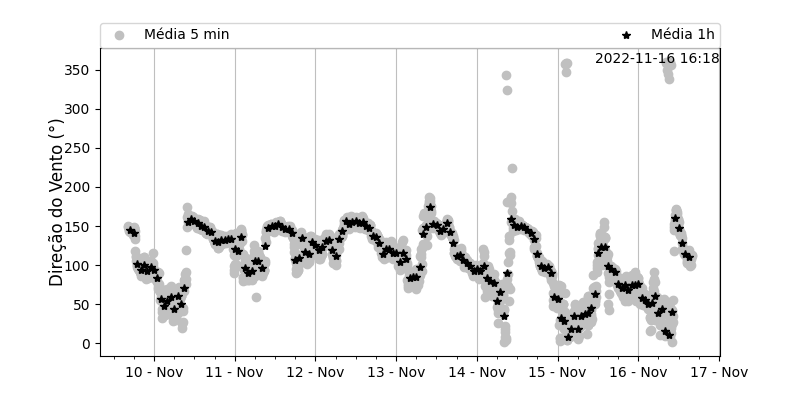 Média 5 min
Média 1h
2022-11-16 16:18
Direção do Vento (°)
350
300
250
200
150
100
50
0
10 - Nov
11 - Nov
12 - Nov
13 - Nov
14 - Nov
15 - Nov
16 - Nov
17 - Nov